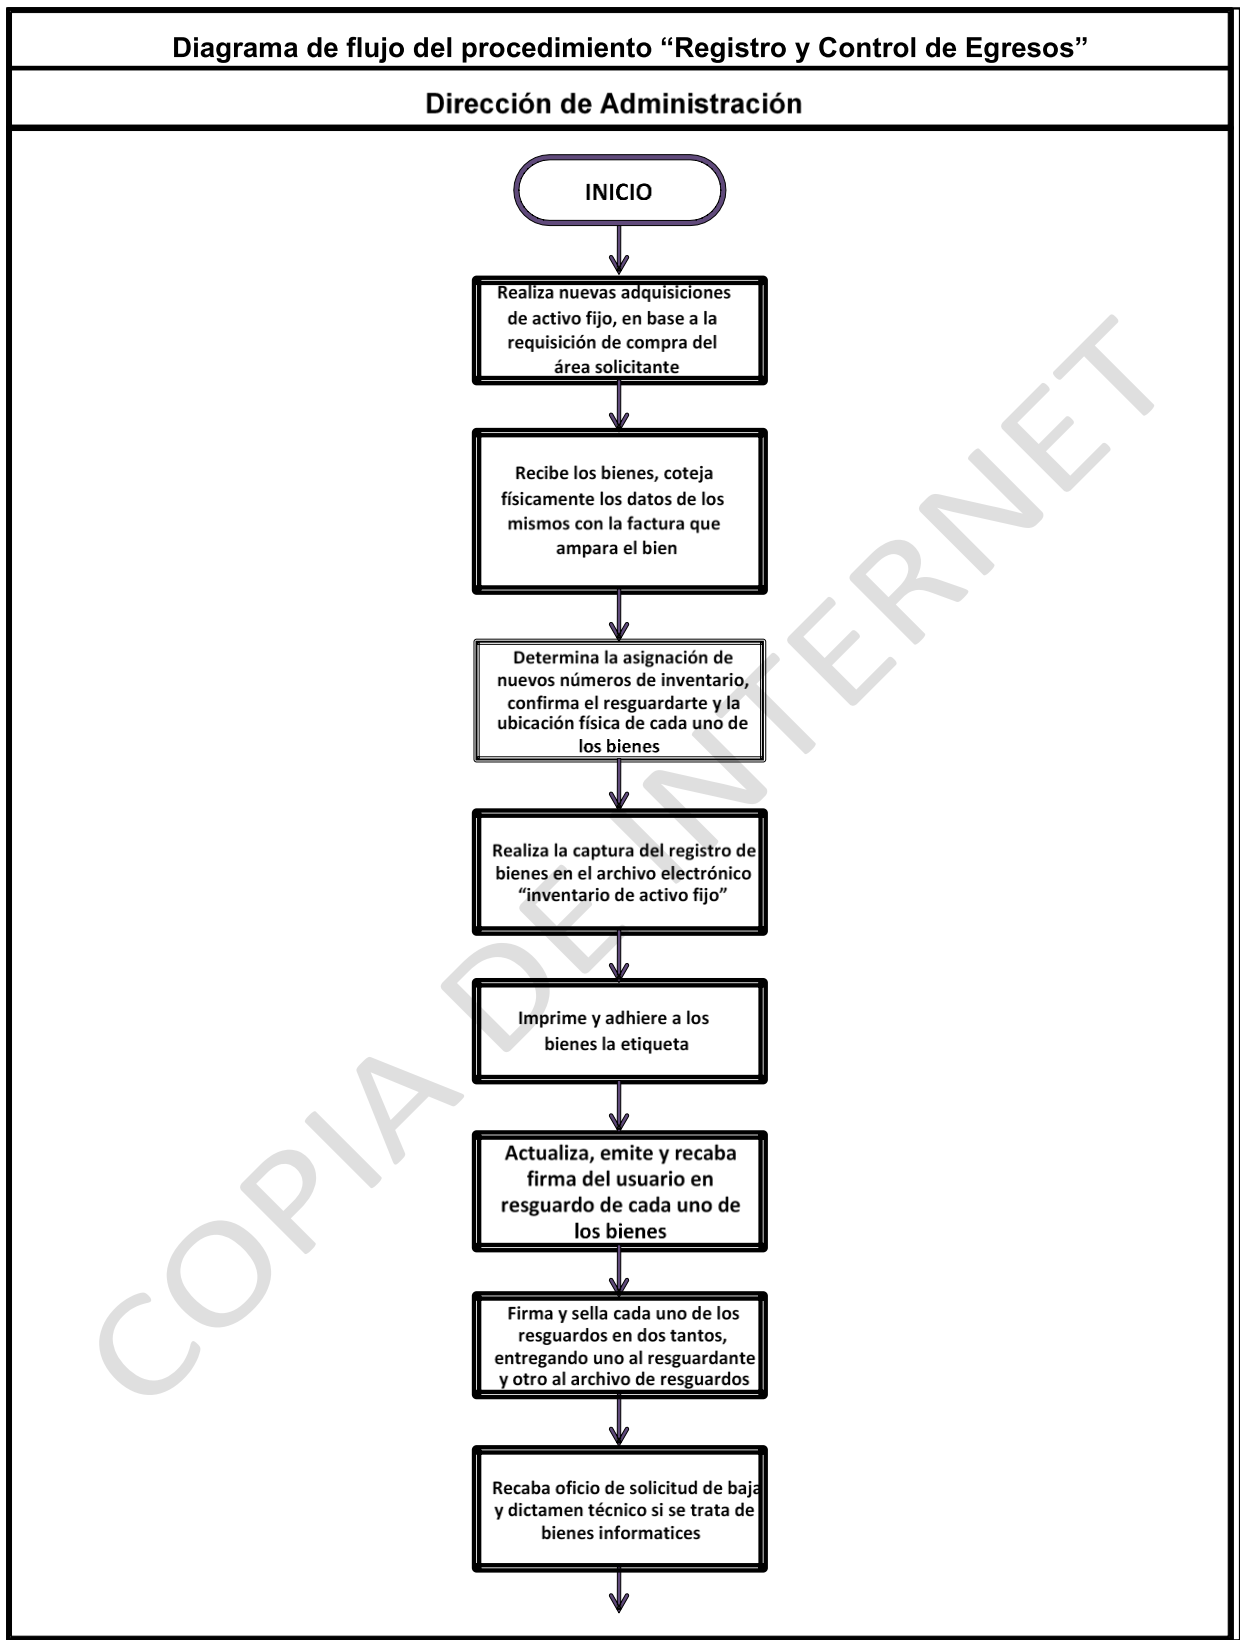 Diagrama de flujo del procedimiento “Registro y Control de Egresos”
Dirección de Administración
INICIO
Realiza nuevas adquisiciones
de activo fijo, en base a la
requisición de compra del
área solicitante
Recibe los bienes, coteja
físicamente los datos de los
mismos con la factura que
ampara el bien
Determina la asignación de
nuevos números de inventario,
confirma el resguardarte y la
ubicación física de cada uno de
los bienes
Realiza la captura del registro de
bienes en el archivo electrónico
“inventario de activo fijo”
Imprime y adhiere a los
bienes la etiqueta
Actualiza, emite y recaba
firma del usuario en
resguardo de cada uno de
los bienes
Firma y sella cada uno de los
resguardos en dos tantos,
entregando uno al resguardante
y otro al archivo de resguardos
Recaba oficio de solicitud de baja
y dictamen técnico si se trata de
bienes informatices
COPIA DE INTERNET